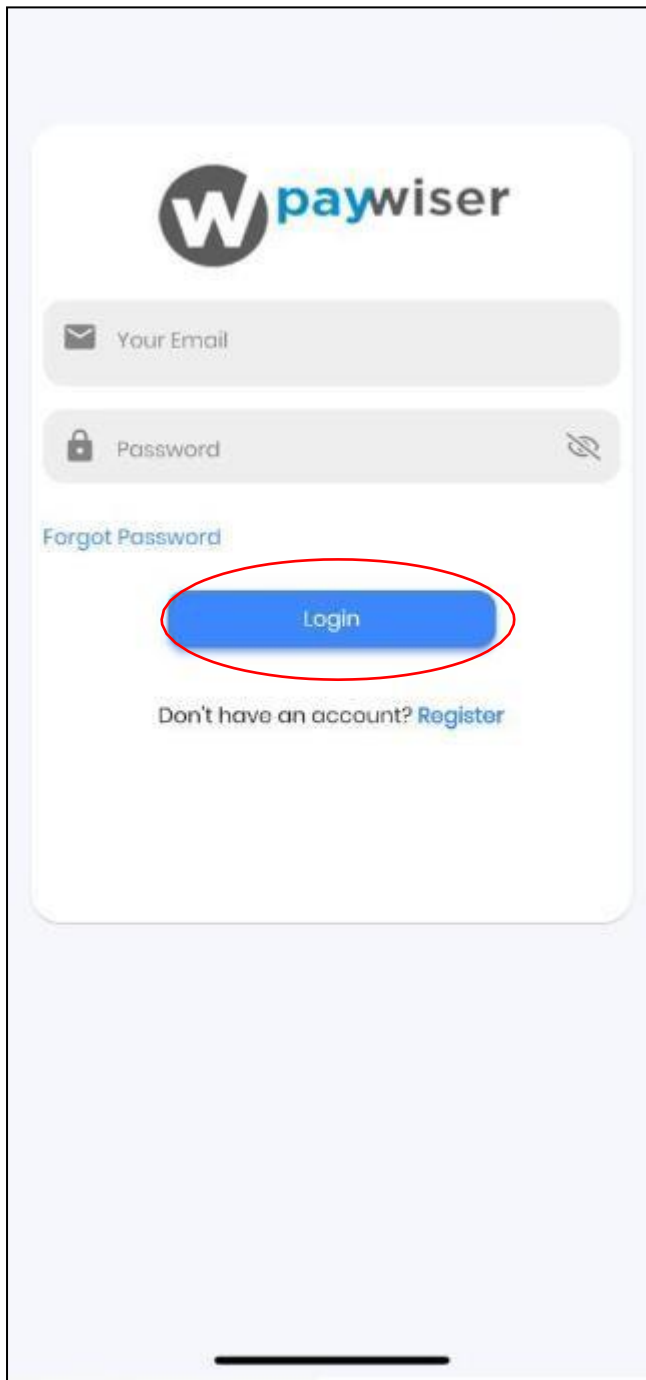 paywiser
Your Email
Password
Forgot Password
Login
Don't have an account? Register